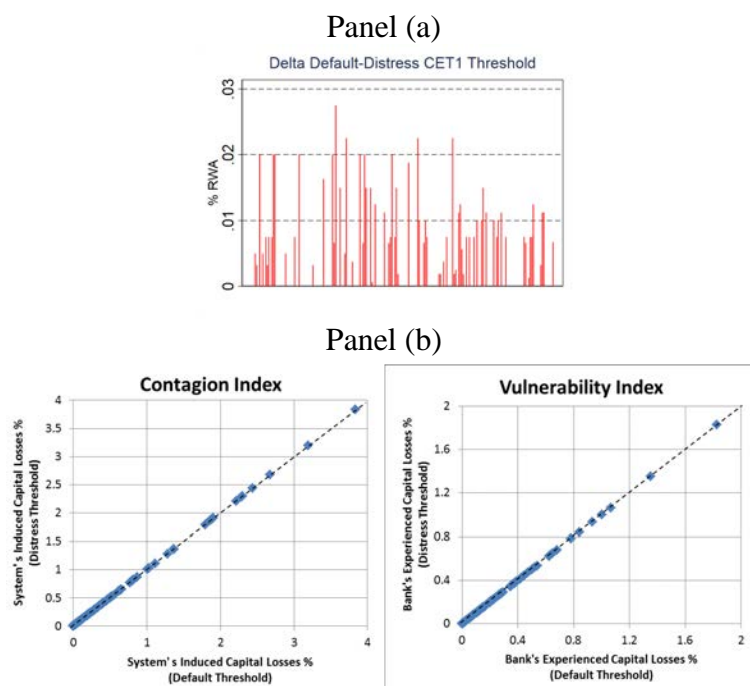 Panel (a)
Delta Default-Distress CET1 Threshold
% RWA
.03
.02
.01
0
Panel (b)
Contagion Index
System' s Induced Capital Losses %
(Distress Threshold)
4
3.5
3
2.5
2
1.5
1
0.5
0
0 1 2 3 4
System' s Induced Capital Losses %
(Default Threshold)
Vulnerability Index
Bank's Experienced Capital Losses %
(Distress Threshold)
2
1.6
1.2
0.8
0.4
0
0 0.4 0.8 1.2 1.6 2
Bank's Experienced Capital Losses %
(Default Threshold)